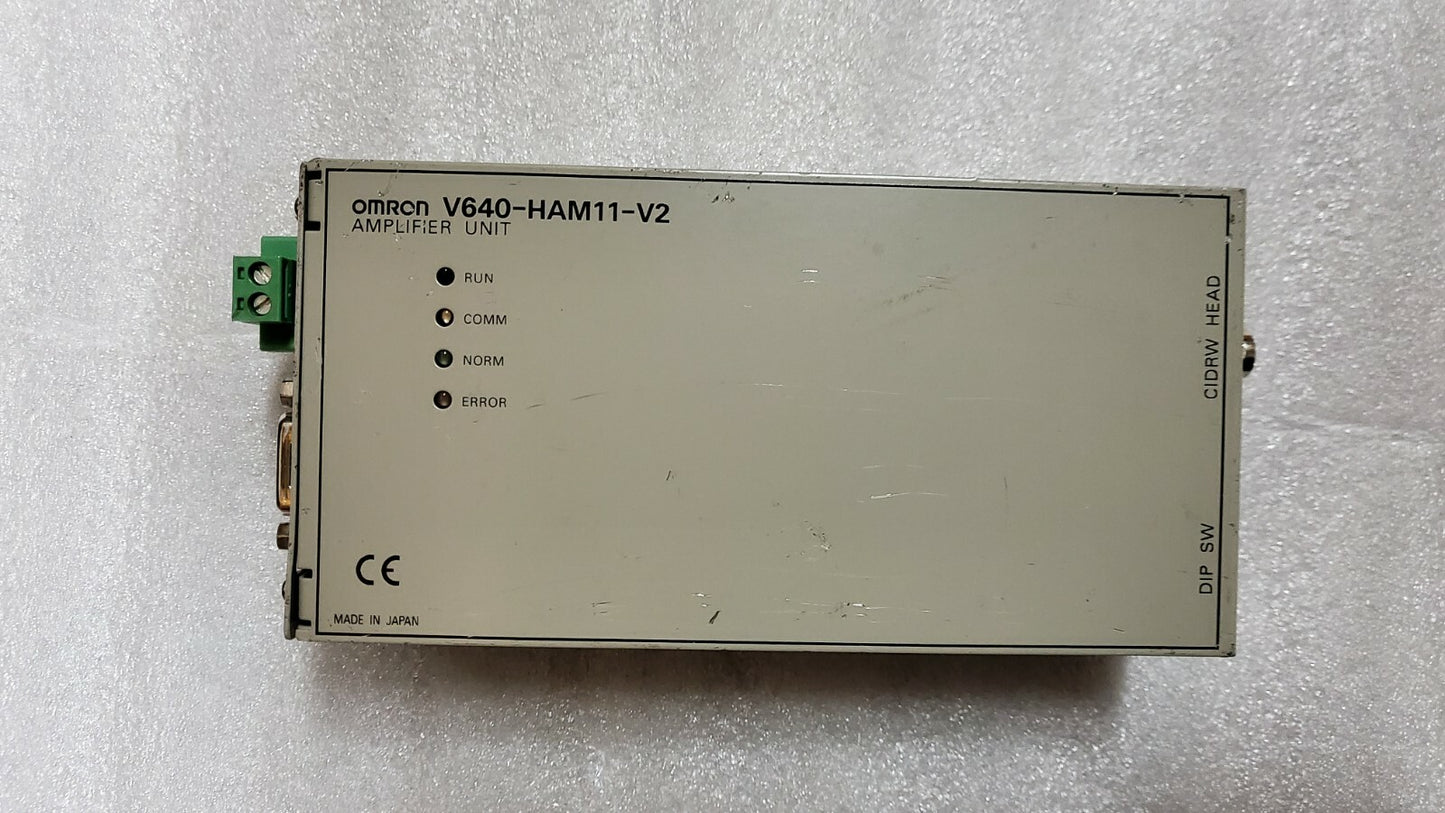 OMRON V640-HAM11-V2
AMPLIFIER UNIT
RUN
COMM
NORM
ERROR
CIDRW HEAD
DIP SW
CE
MADE IN JAPAN